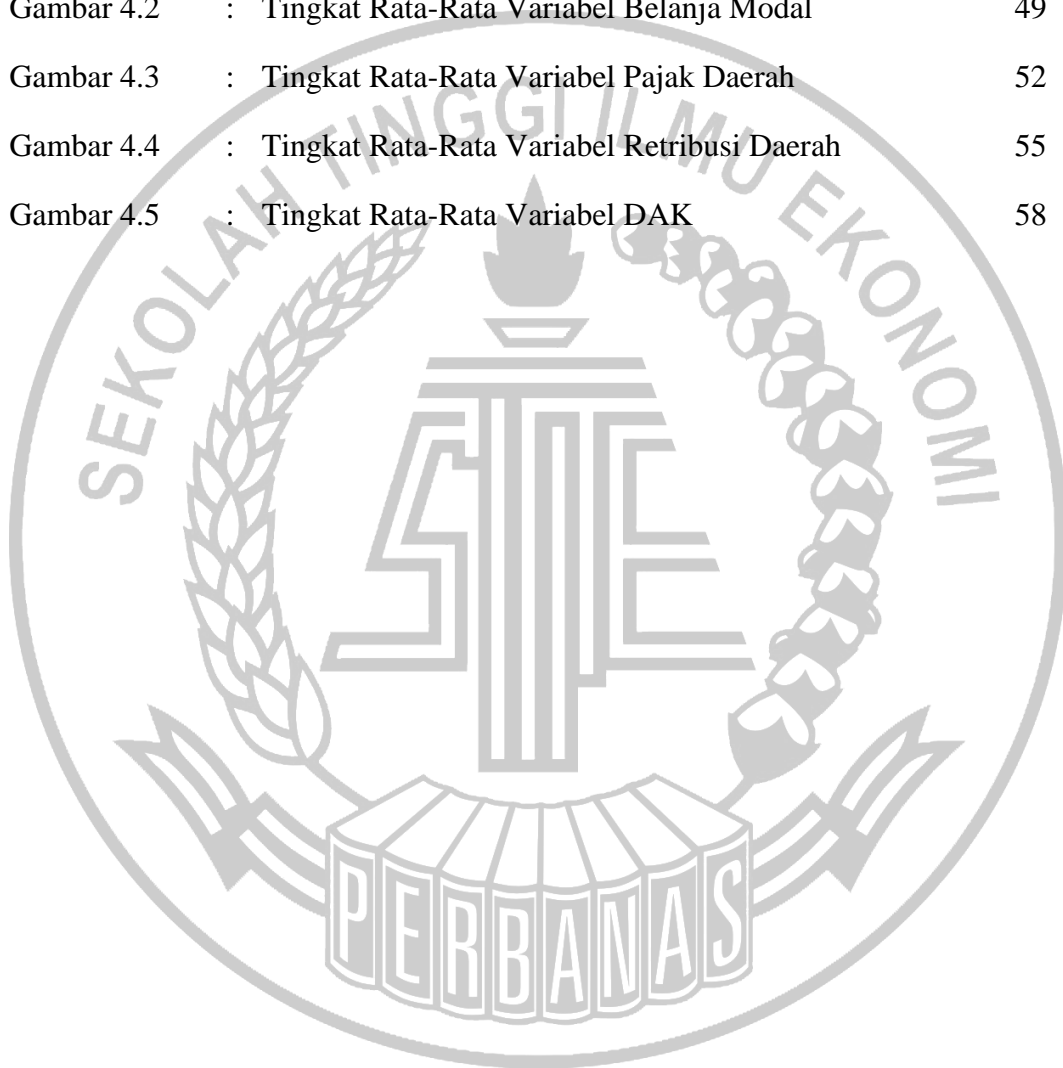 Gambar 4.2 : Tingkat Rata-Rata Variabel Belanja Modal 49
Gambar 4.3 : Tingkat Rata-Rata Variabel Pajak Daerah 52
Gambar 4.4 : Tingkat Rata-Rata Variabel Retribusi Daerah 55
Gambar 4.5 : Tingkat Rata-Rata Variabel DAK 58
SEKOLAH TINGGI ILMU EKONOMI
STIE
PERBANAS